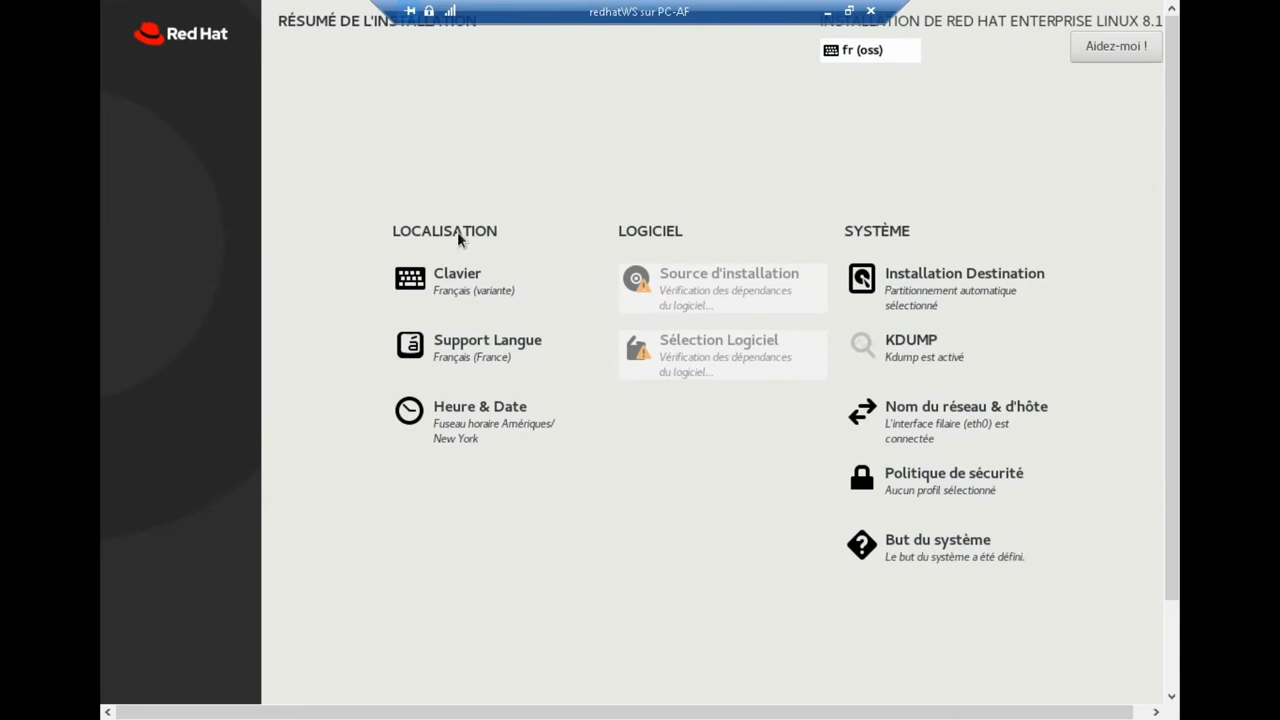 redhatWS sur PC-AF
Red Hat
RÉSUMÉ DE L'INSTALLATION
INSTALLATION DE RED HAT ENTERPRISE LINUX 8.1
fr (oss)
Aidez-moi !
LOCALISATION
Clavier
Français (variante)
Support Langue
Français (France)
Heure & Date
Fuseau horaire Amériques/
New York
LOGICIEL
Source d'installation
Vérification des dépendances
du logiciel...
Sélection Logiciel
Vérification des dépendances
du logiciel...
SYSTÈME
Installation Destination
Partitionnement automatique
sélectionné
KDUMP
Kdump est activé
Nom du réseau & d'hôte
L'interface filaire (eth0) est
connectée
Politique de sécurité
Aucun profil sélectionné
But du système
Le but du système a été défini.